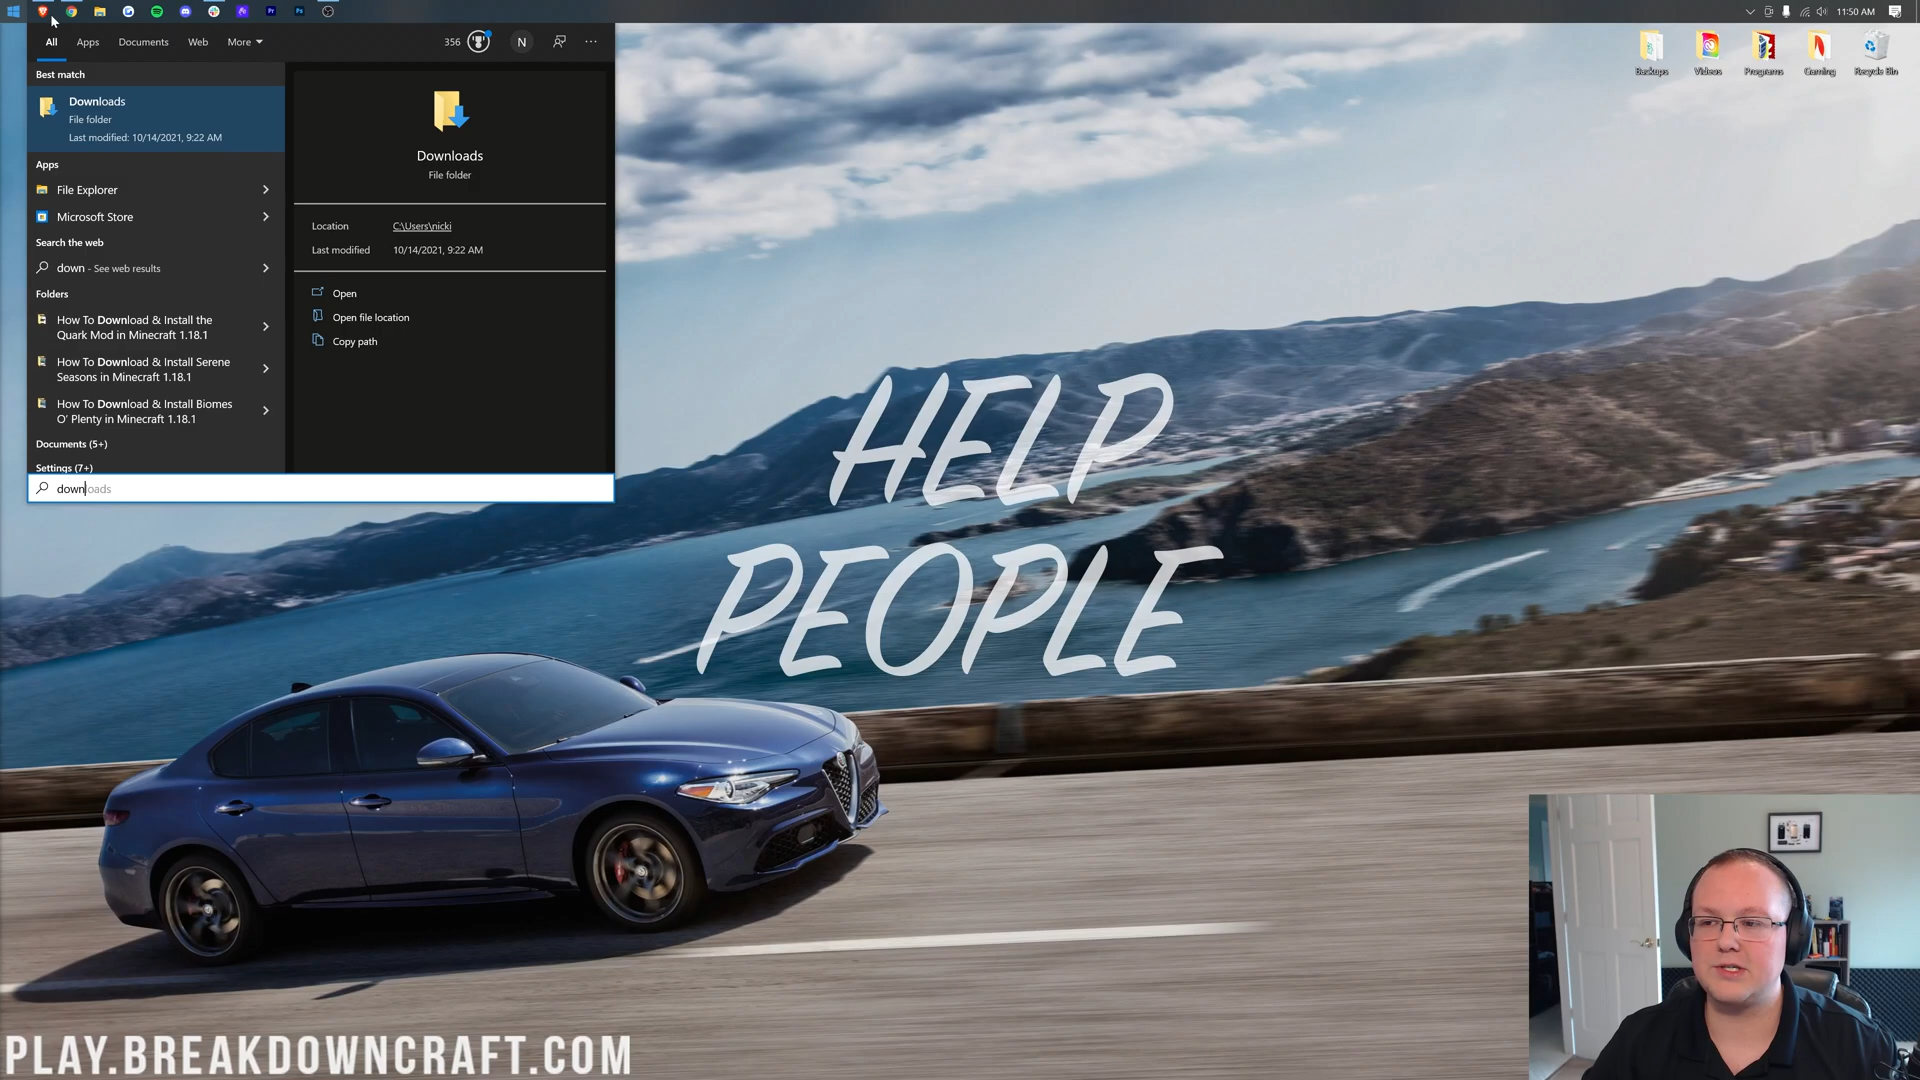 11:50 AM
All Apps Documents Web More
356 N ...
Best match
Downloads
File folder
Last modified: 10/14/2021, 9:22 AM
Apps
File Explorer
Microsoft Store
Search the web
down - See web results
Folders
How To Download & Install the
Quark Mod in Minecraft 1.18.1
How To Download & Install Serene
Seasons in Minecraft 1.18.1
How To Download & Install Biomes
O' Plenty in Minecraft 1.18.1
Documents (5+)
Settings (7+)
downloads
Downloads
File folder
Location C:\Users\nicki
Last modified 10/14/2021, 9:22 AM
Open
Open file location
Copy path
Backups Videos Programs Gaming Recycle Bin
HELP
PEOPLE
PLAY.BREAKDOWNCRAFT.COM